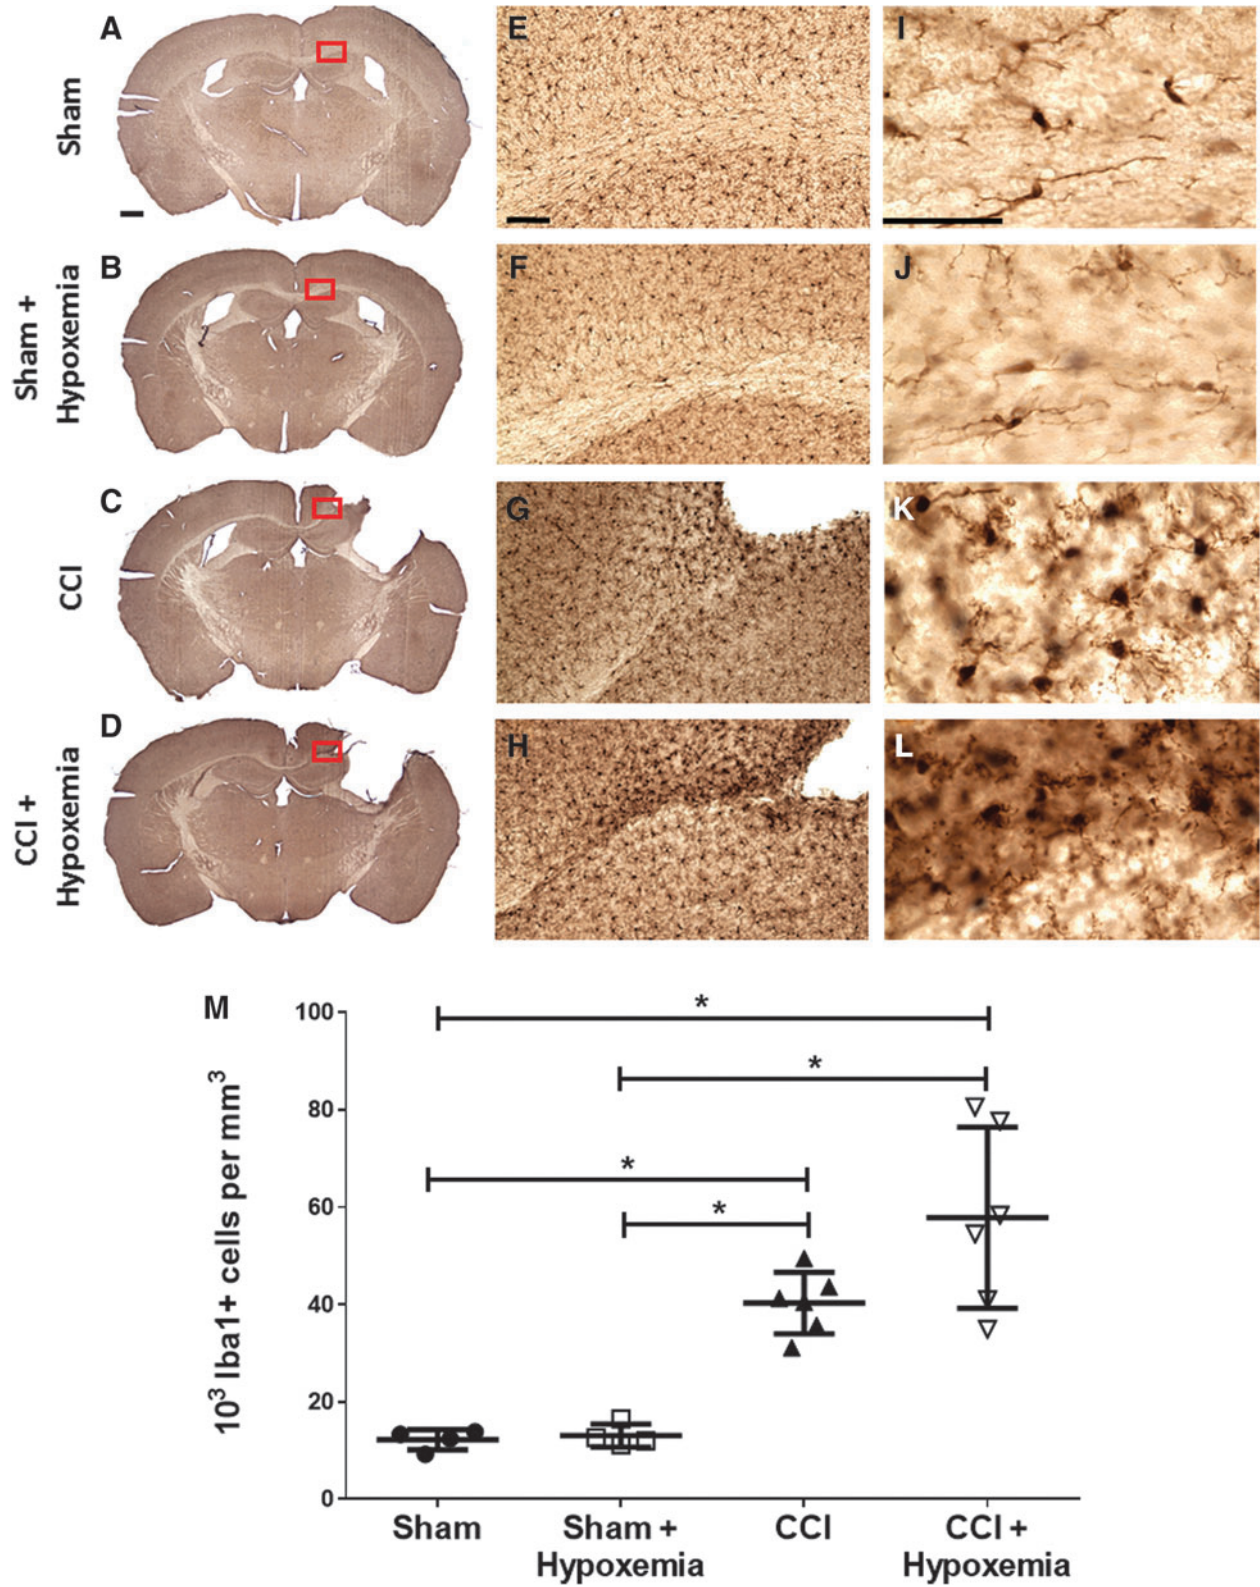 A
E
I
Sham
B
F
J
Sham +
Hypoxemia
C
G
K
CCI
D
H
L
CCI +
Hypoxemia
M
10³ Iba1+ cells per mm³
100
80
60
40
20
0
*
*
*
*
Sham
Sham +
Hypoxemia
CCI
CCI +
Hypoxemia